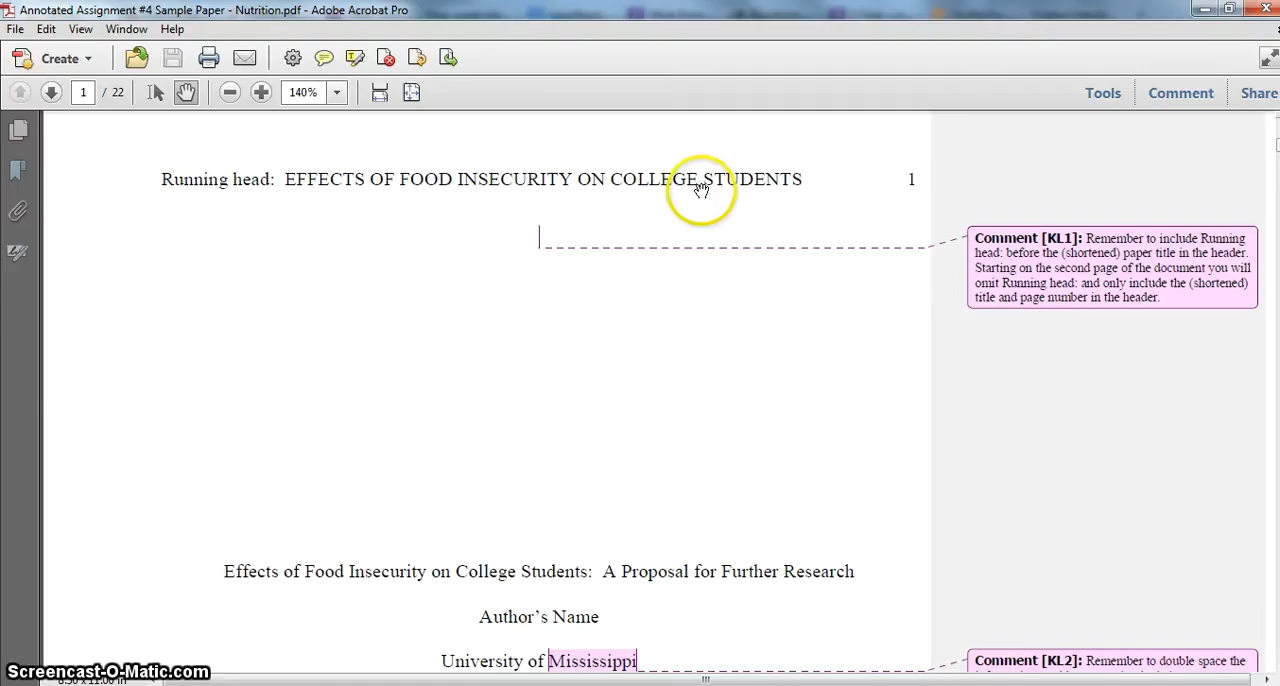 Annotated Assignment #4 Sample Paper - Nutrition.pdf - Adobe Acrobat Pro
File Edit View Window Help
Create
1 / 22 140% Tools Comment Share
Running head: EFFECTS OF FOOD INSECURITY ON COLLEGE STUDENTS 1
Comment [KL1]: Remember to include Running
head: before the (shortened) paper title in the header.
Starting on the second page of the document you will
omit Running head: and only include the (shortened)
title and page number in the header.
Effects of Food Insecurity on College Students: A Proposal for Further Research
Author's Name
University of Mississippi
Comment [KL2]: Remember to double space the
Screencast-O-Matic.com
8.50 x 11.00 in